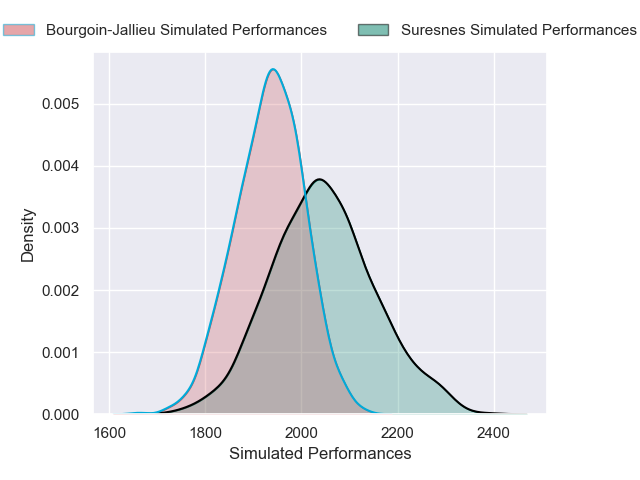 Bourgoin-Jallieu Simulated Performances Suresnes Simulated Performances
0.005
0.004
0.003
0.002
0.001
0.000
Density
1600 1800 2000 2200 2400
Simulated Performances